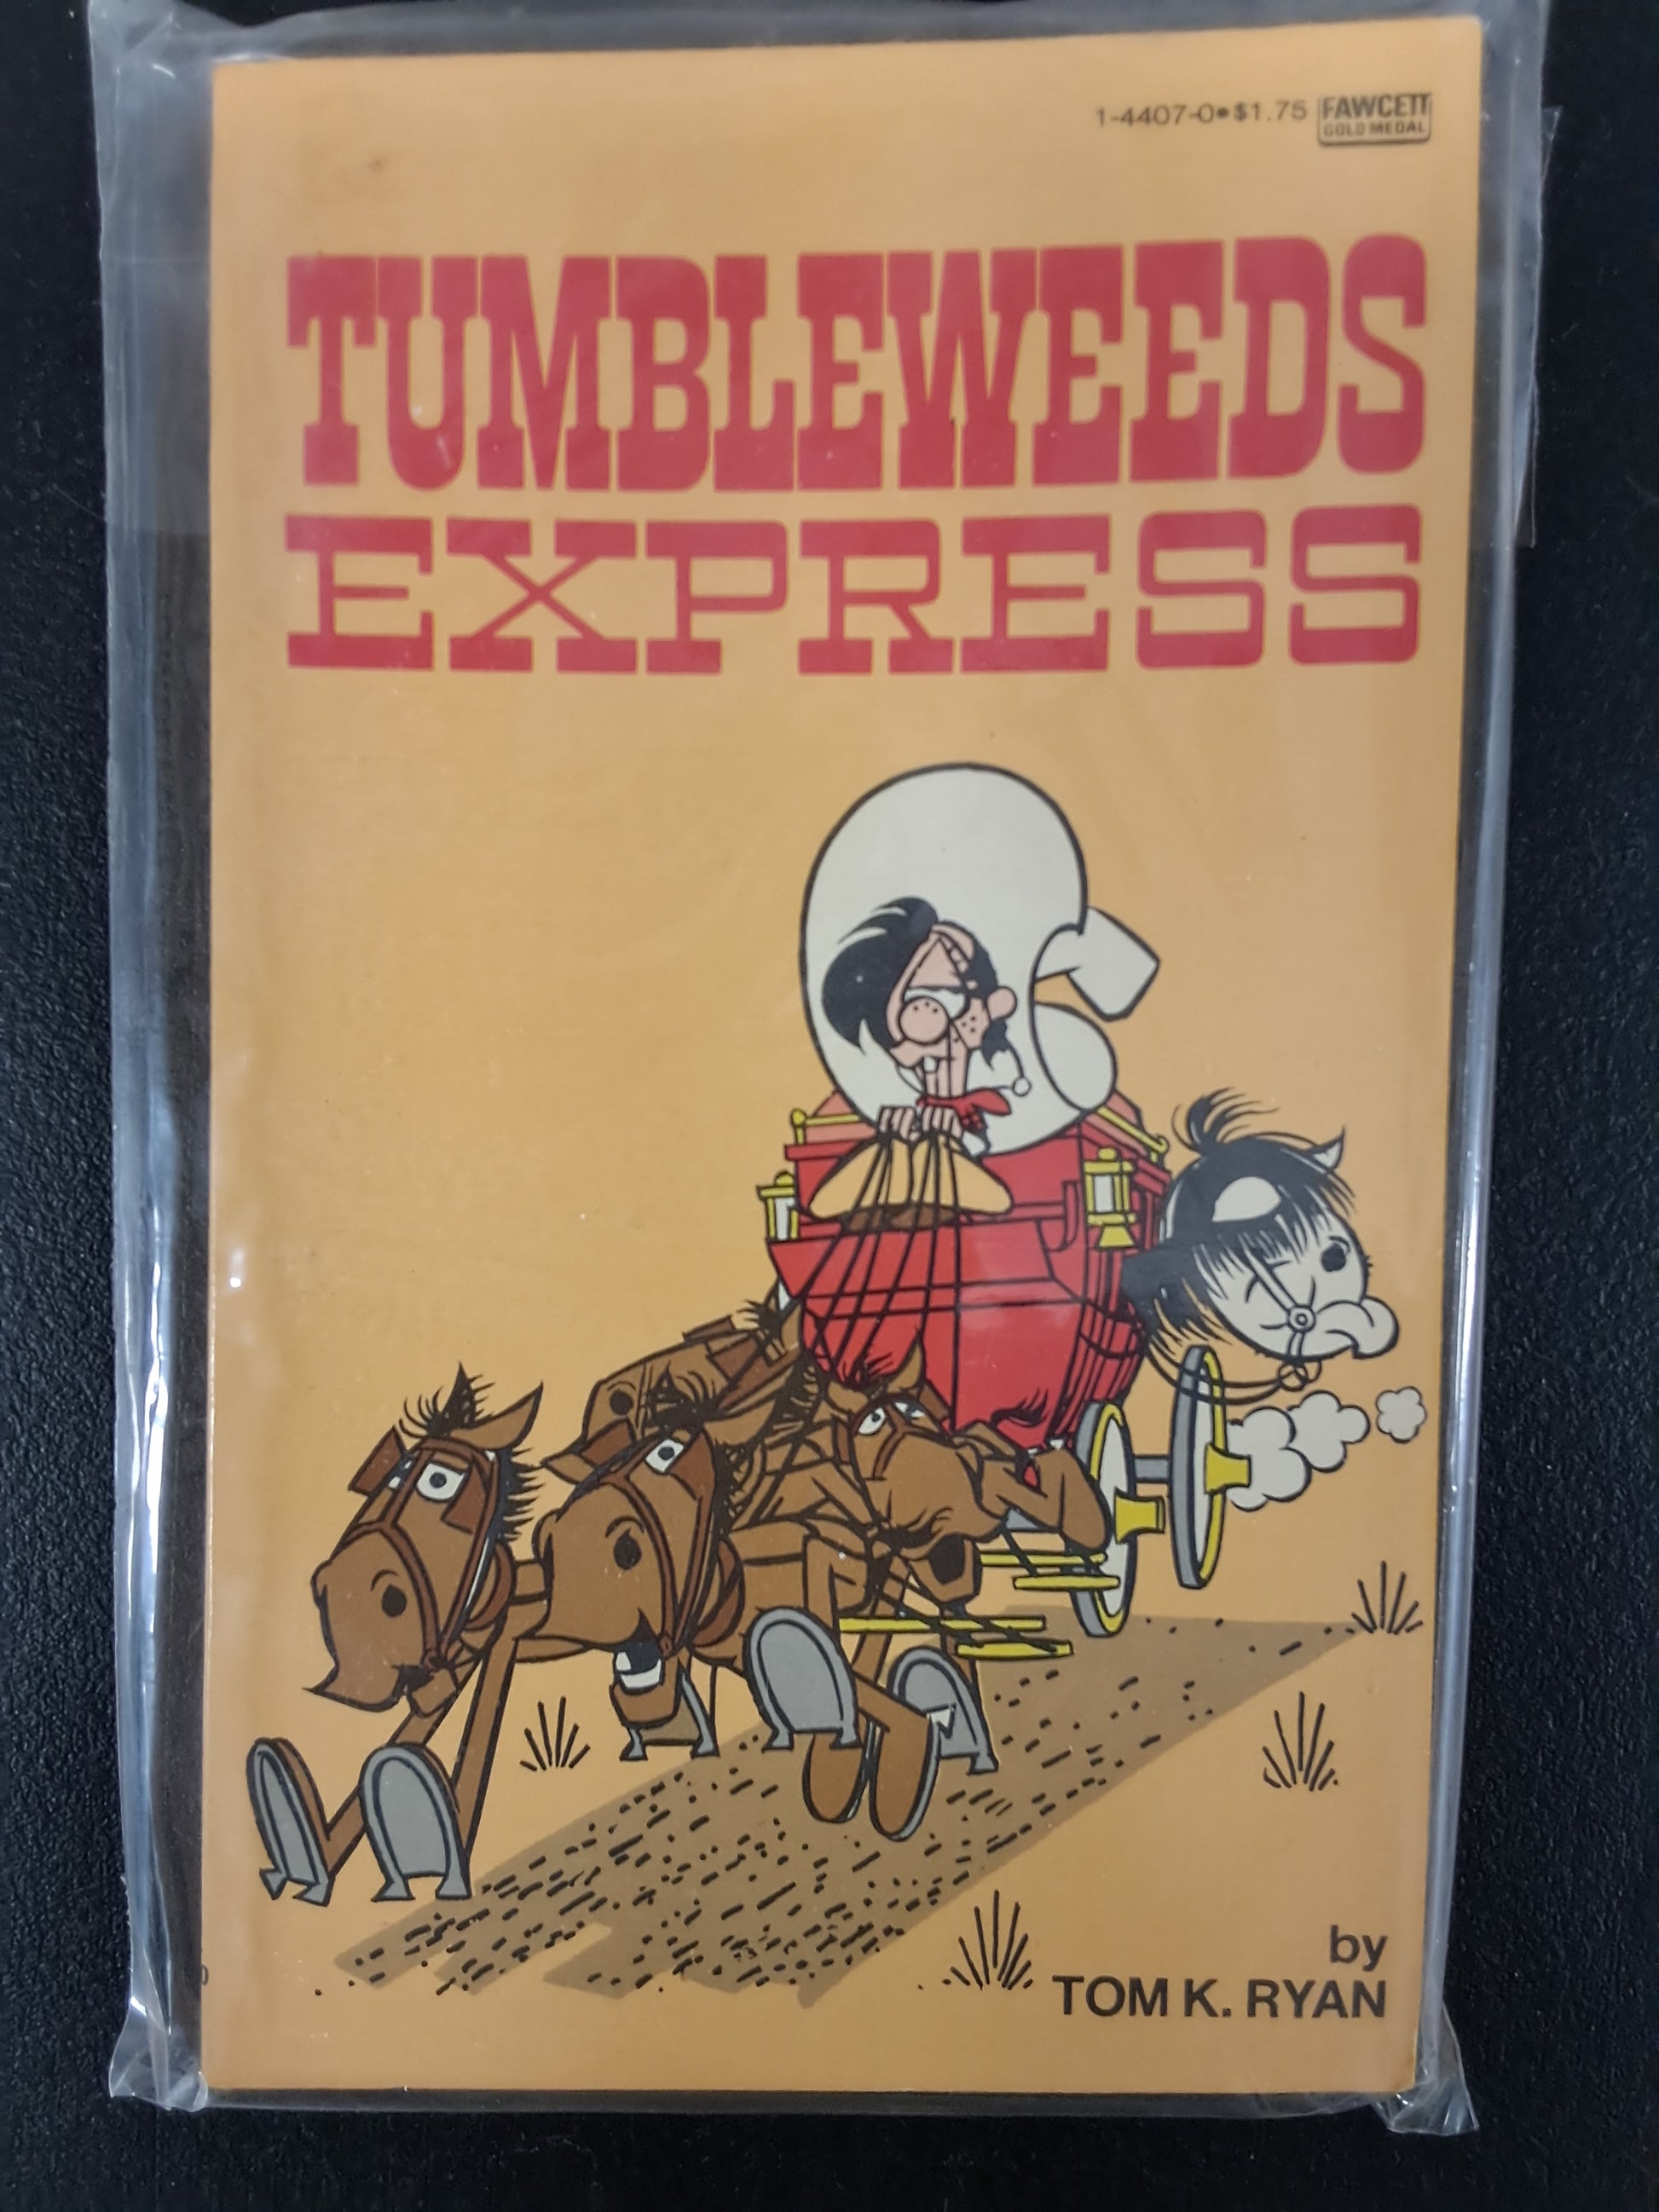 1-4407-0•$1.75 FAWCETT
GOLD MEDAL
TUMBLEWEEDS
EXPRESS
by
TOM K. RYAN